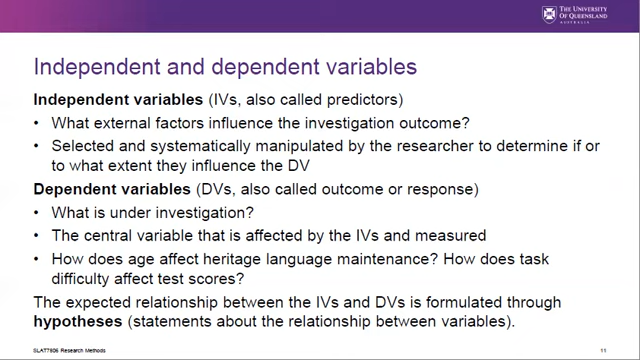 THE UNIVERSITY
OF QUEENSLAND
AUSTRALIA
Independent and dependent variables
Independent variables (IVs, also called predictors)
• What external factors influence the investigation outcome?
• Selected and systematically manipulated by the researcher to determine if or
to what extent they influence the DV
Dependent variables (DVs, also called outcome or response)
• What is under investigation?
• The central variable that is affected by the IVs and measured
• How does age affect heritage language maintenance? How does task
difficulty affect test scores?
The expected relationship between the IVs and DVs is formulated through
hypotheses (statements about the relationship between variables).
SLAT7806 Research Methods
11